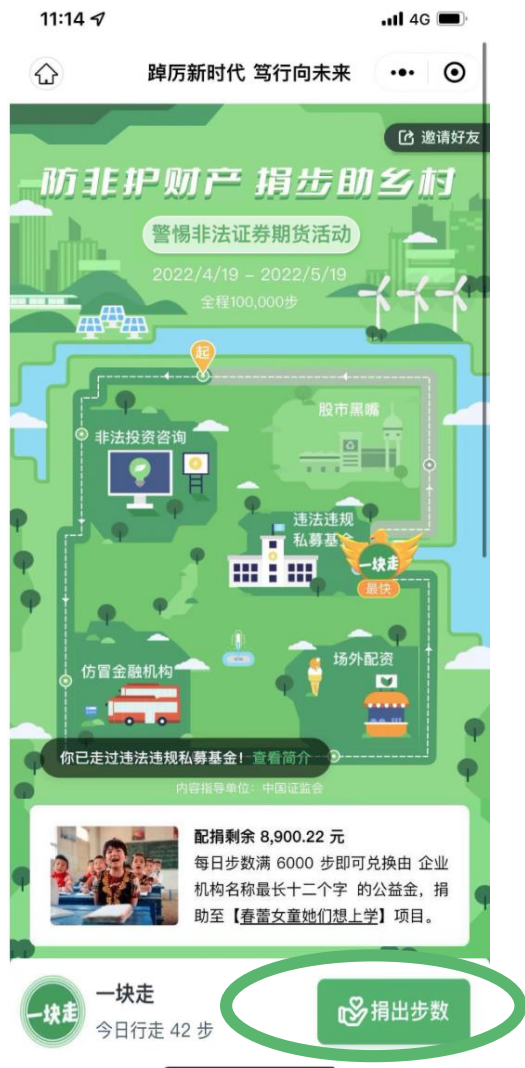 11:14
4G
踔厉新时代 笃行向未来
邀请好友
防非护财产 捐步助乡村
警惕非法证券期货活动
2022/4/19 – 2022/5/19
全程100,000步
起
股市黑嘴
非法投资咨询
违法违规
私募基金
一块走
最快
仿冒金融机构
场外配资
你已走过违法违规私募基金！查看简介
内容指导单位：中国证监会
配捐剩余 8,900.22 元
每日步数满 6000 步即可兑换由 企业
机构名称最长十二个字 的公益金，捐
助至【春蕾女童她们想上学】项目。
一块走
一块走
今日行走 42 步
捐出步数